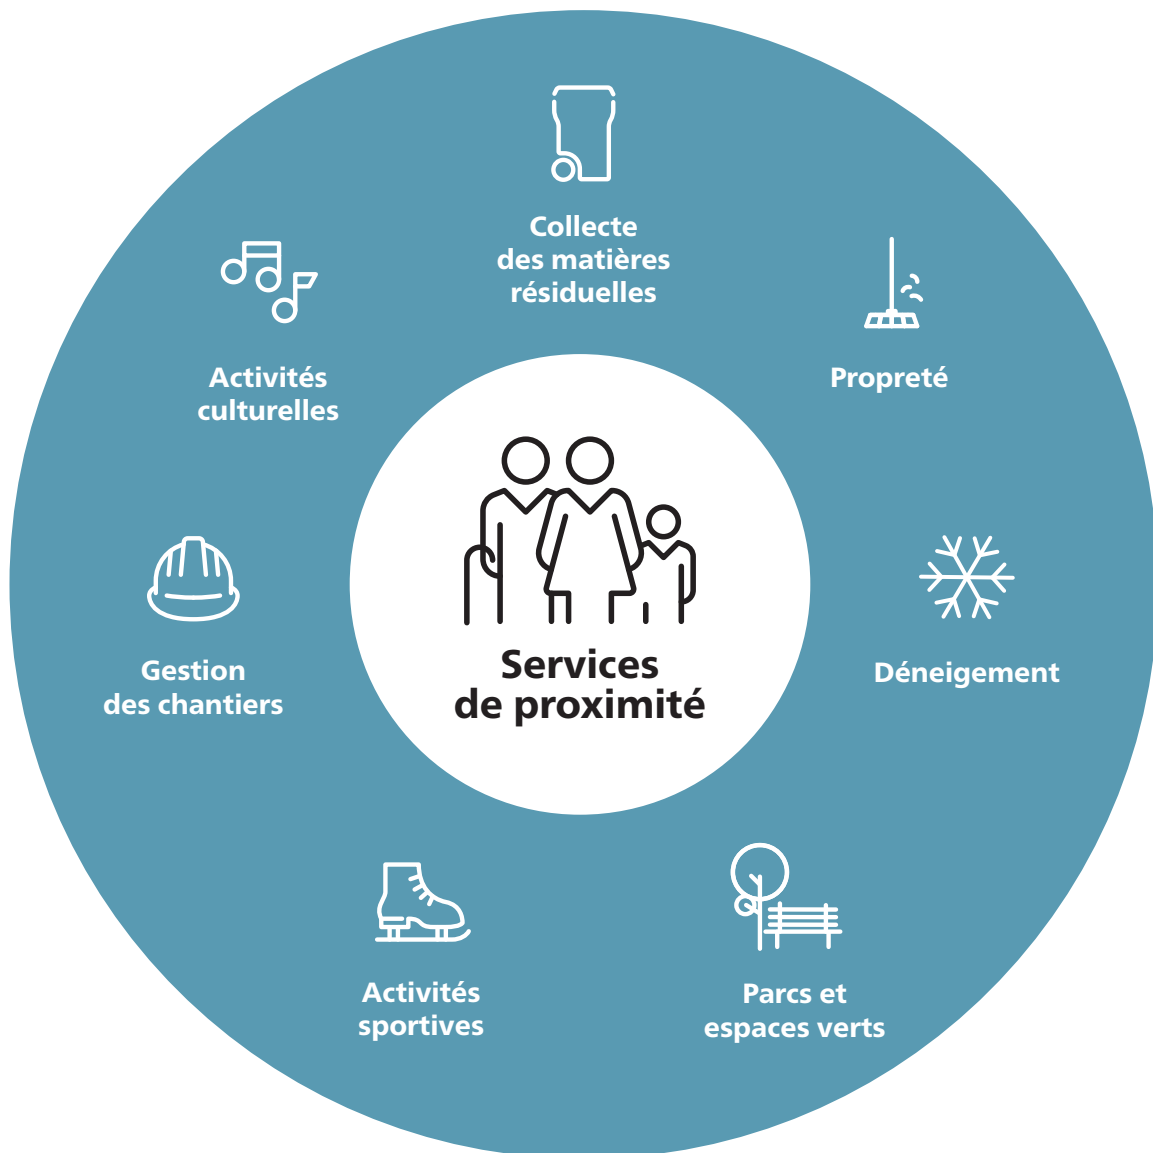 Collecte
des matières
résiduelles
Propreté
Déneigement
Parcs et
espaces verts
Activités
sportives
Gestion
des chantiers
Activités
culturelles
Services
de proximité